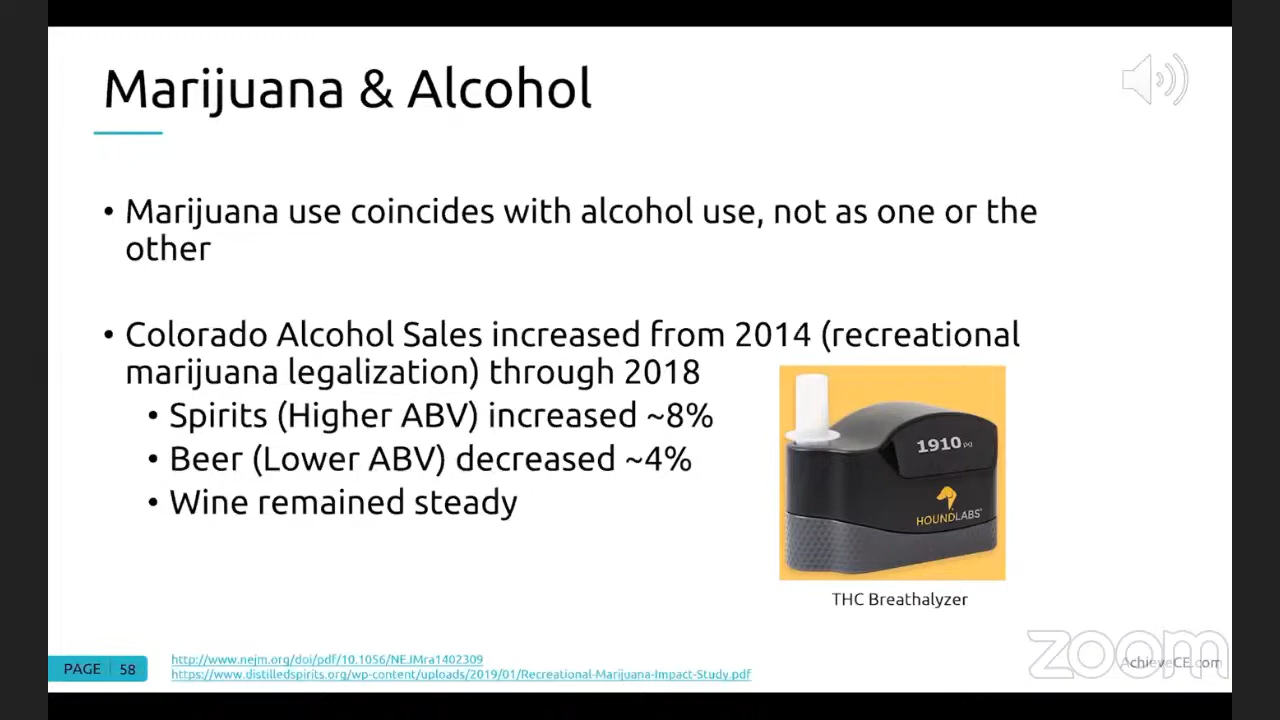 Marijuana & Alcohol
• Marijuana use coincides with alcohol use, not as one or the
other
• Colorado Alcohol Sales increased from 2014 (recreational
marijuana legalization) through 2018
• Spirits (Higher ABV) increased ~8%
• Beer (Lower ABV) decreased ~4%
• Wine remained steady
1910 pg
HOUNDLABS
THC Breathalyzer
PAGE 58
http://www.nejm.org/doi/pdf/10.1056/NEJMra1402309
https://www.distilledspirits.org/wp-content/uploads/2019/01/Recreational-Marijuana-Impact-Study.pdf
zoom
AchieveCE.com